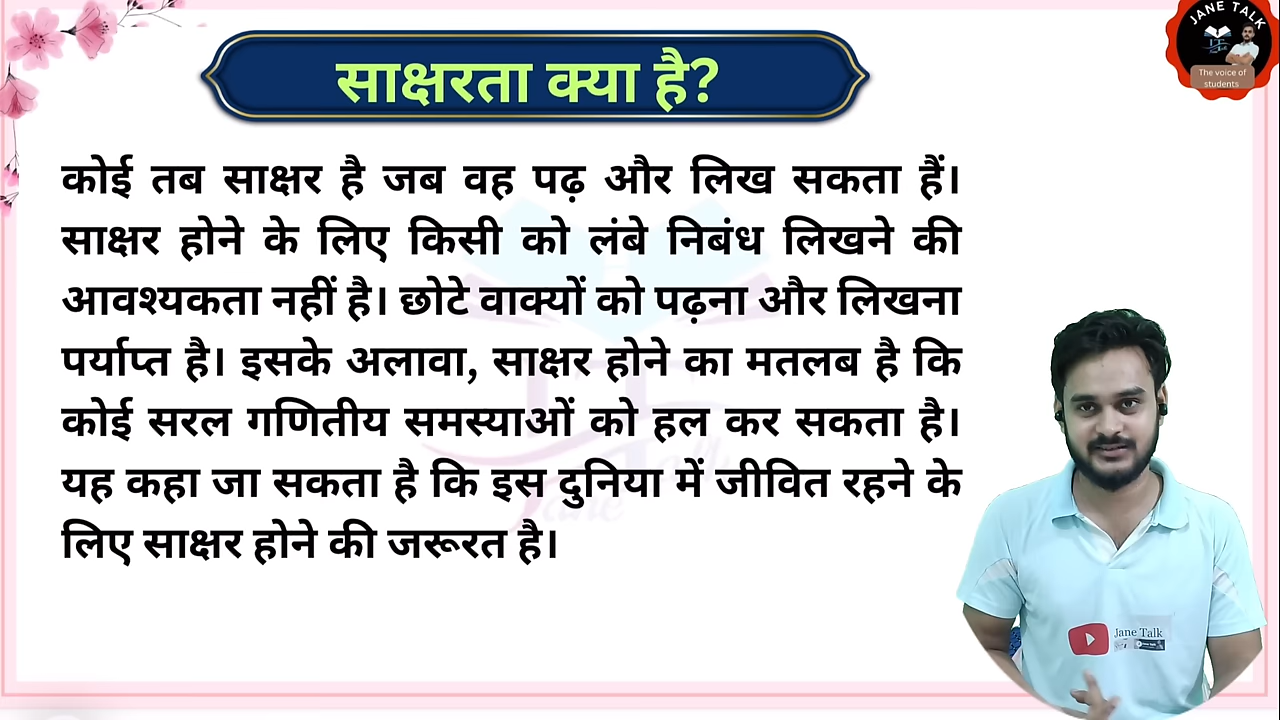 साक्षरता क्या है?
JANE TALK
The voice of
students
कोई तब साक्षर है जब वह पढ़ और लिख सकता हैं।
साक्षर होने के लिए किसी को लंबे निबंध लिखने की
आवश्यकता नहीं है। छोटे वाक्यों को पढ़ना और लिखना
पर्याप्त है। इसके अलावा, साक्षर होने का मतलब है कि
कोई सरल गणितीय समस्याओं को हल कर सकता है।
यह कहा जा सकता है कि इस दुनिया में जीवित रहने के
लिए साक्षर होने की जरूरत है।
Jane Talk